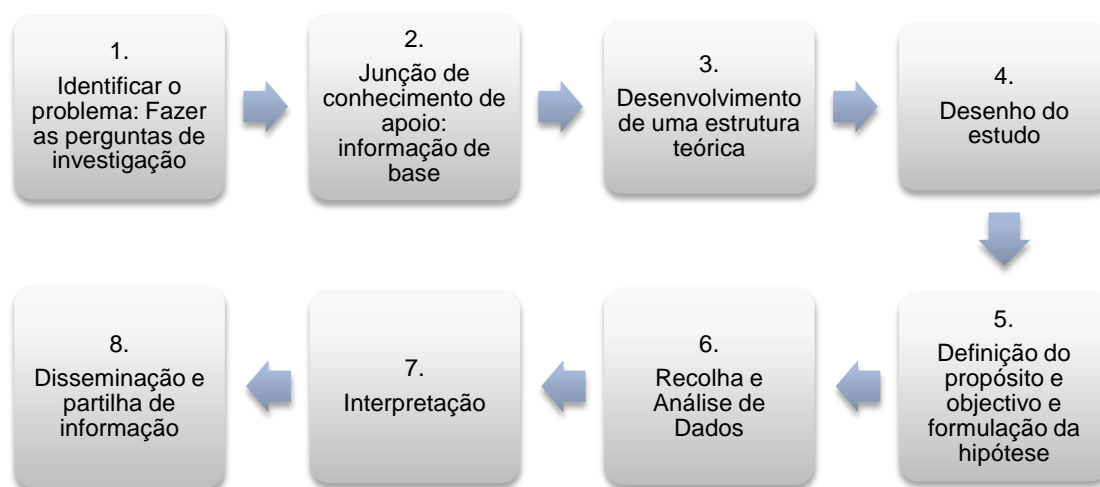 1.
Identificar o
problema: Fazer
as perguntas de
investigação
2.
Junção de
conhecimento de
apoio:
informação de
base
3.
Desenvolvimento
de uma estrutura
teórica
4.
Desenho do
estudo
5.
Definição do
propósito e
objectivo e
formulação da
hipótese
6.
Recolha e
Análise de
Dados
7.
Interpretação
8.
Disseminação e
partilha de
informação